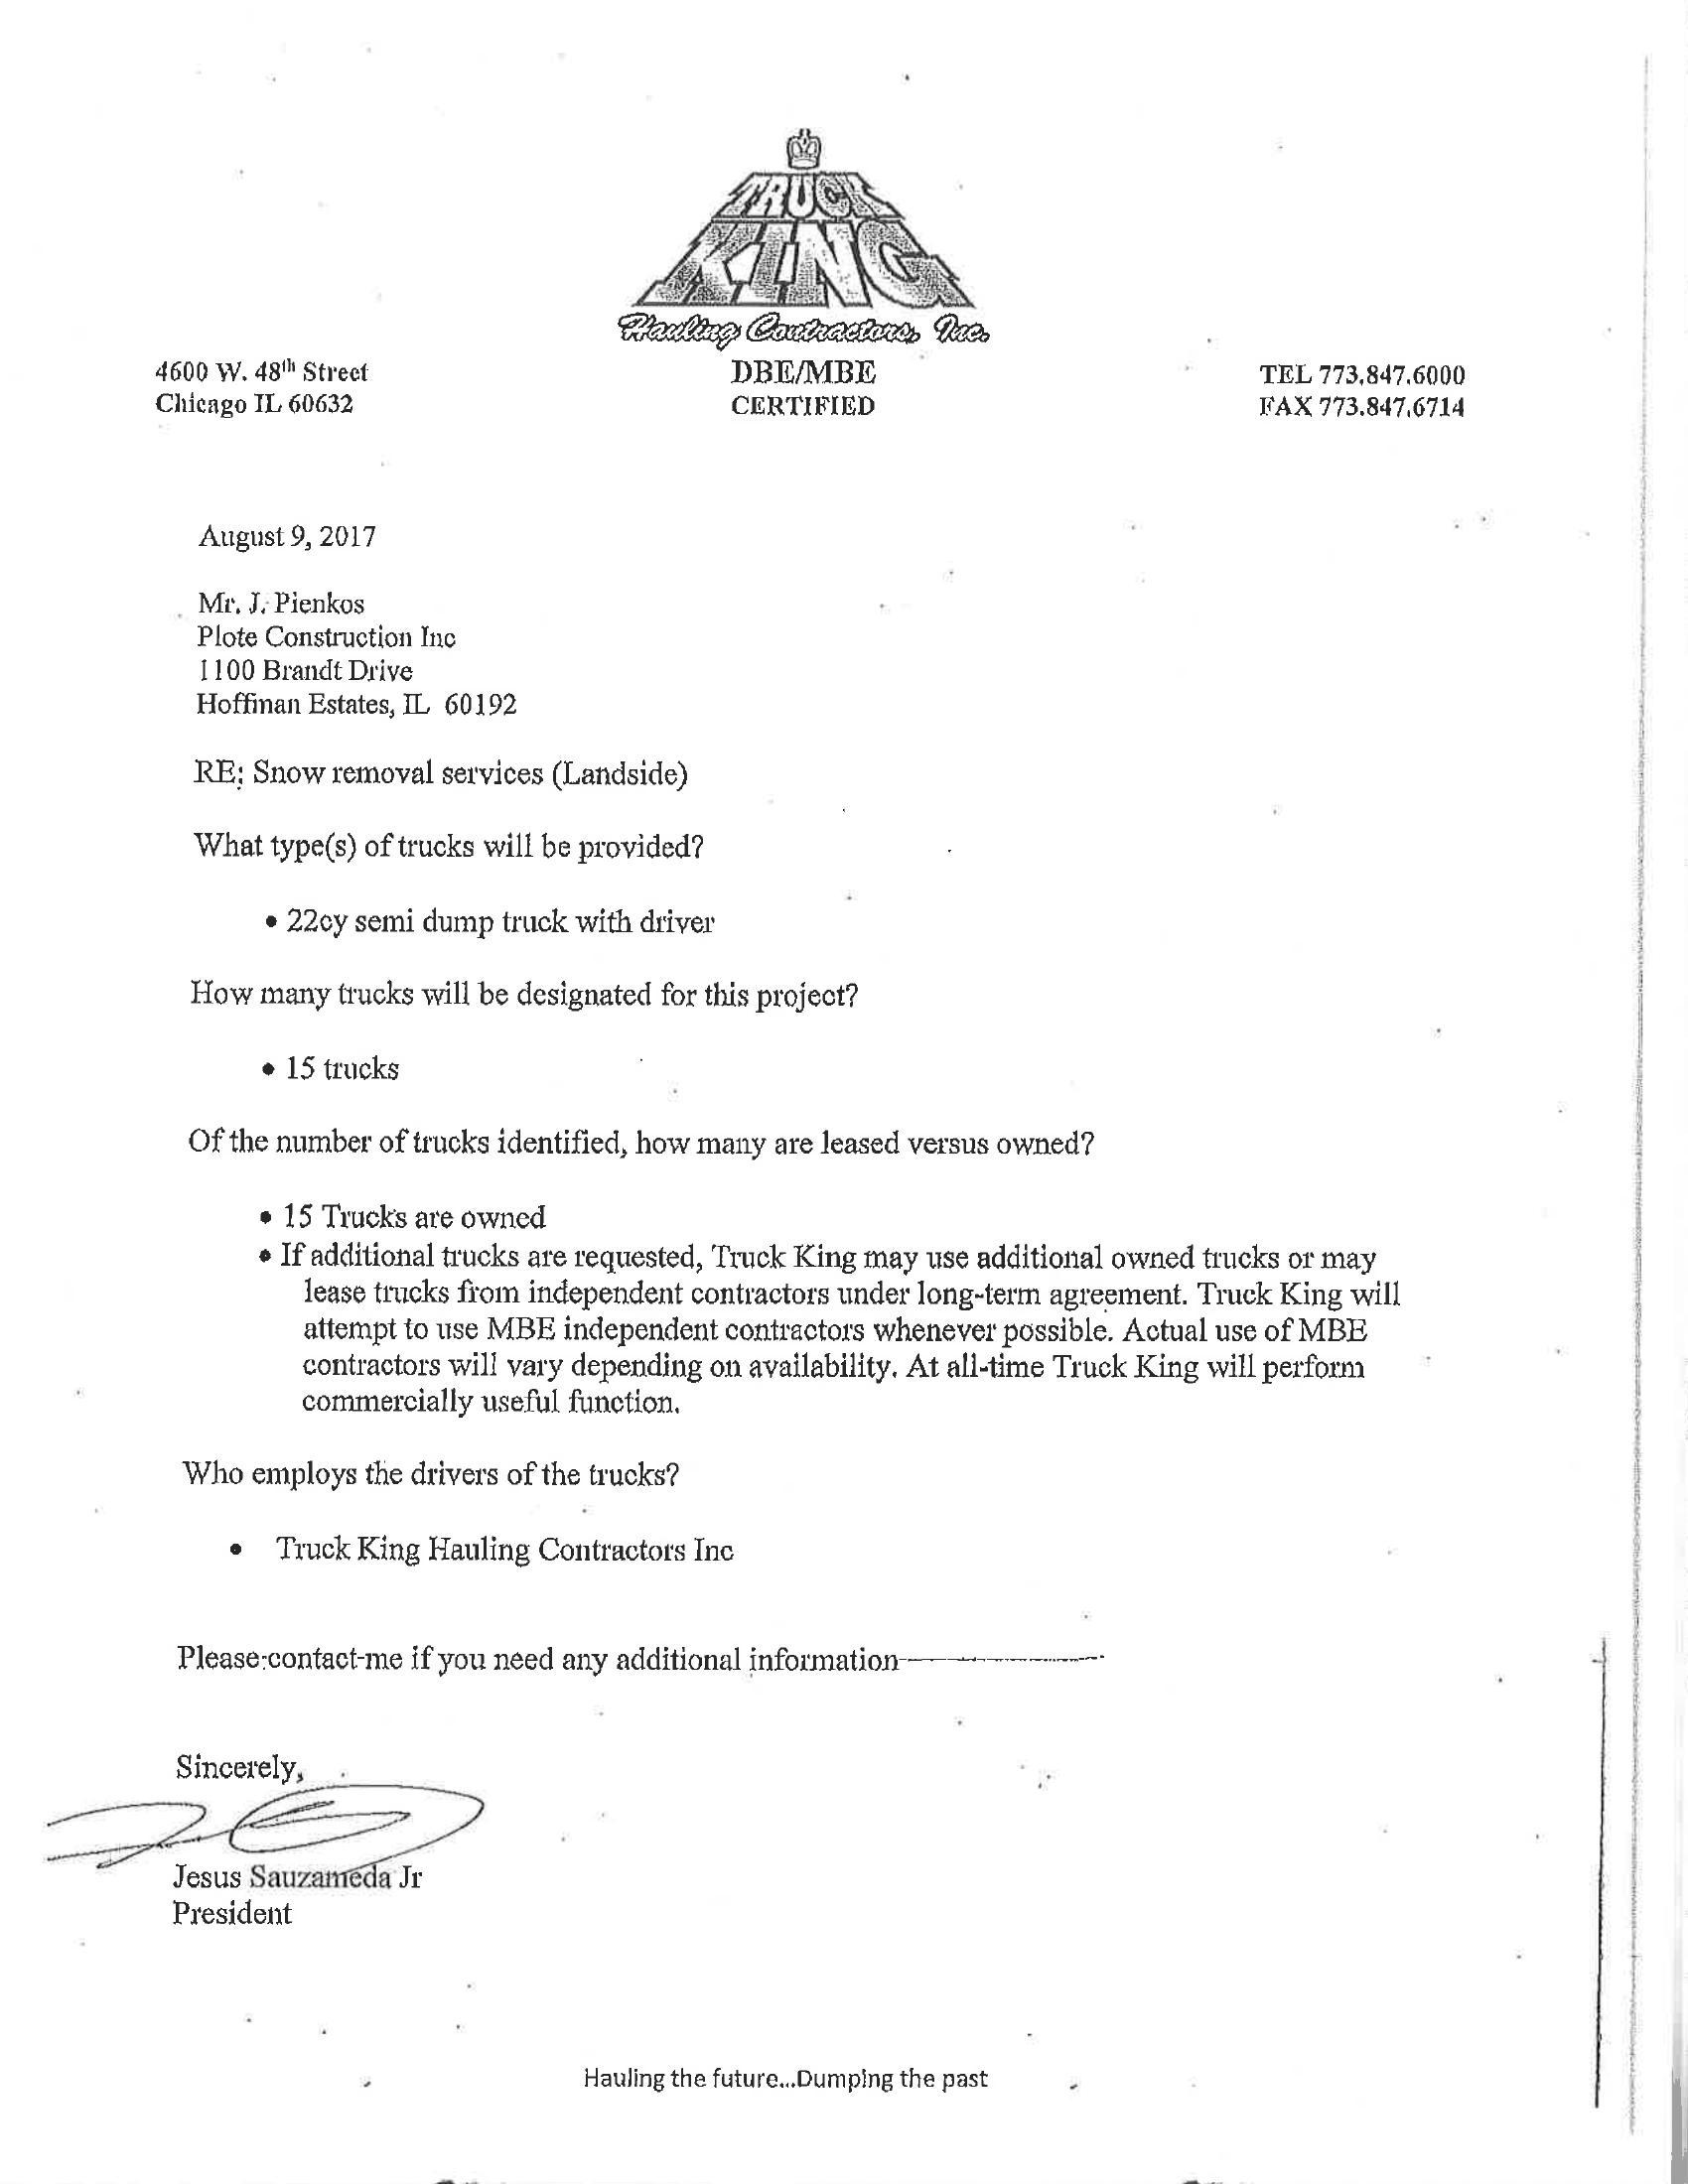 TRUCK
KING
Hauling Contractors, Inc.
4600 W. 48th Street
Chicago IL 60632
DBE/MBE
CERTIFIED
TEL 773.847.6000
FAX 773.847.6714
August 9, 2017
Mr. J. Pienkos
Plote Construction Inc
1100 Brandt Drive
Hoffman Estates, IL 60192
RE: Snow removal services (Landside)
What type(s) of trucks will be provided?
• 22cy semi dump truck with driver
How many trucks will be designated for this project?
• 15 trucks
Of the number of trucks identified, how many are leased versus owned?
• 15 Trucks are owned
• If additional trucks are requested, Truck King may use additional owned trucks or may
lease trucks from independent contractors under long-term agreement. Truck King will
attempt to use MBE independent contractors whenever possible. Actual use of MBE
contractors will vary depending on availability. At all-time Truck King will perform
commercially useful function.
Who employs the drivers of the trucks?
• Truck King Hauling Contractors Inc
Please contact me if you need any additional information
Sincerely,
Jesus Sauzameda Jr
President
Hauling the future...Dumping the past